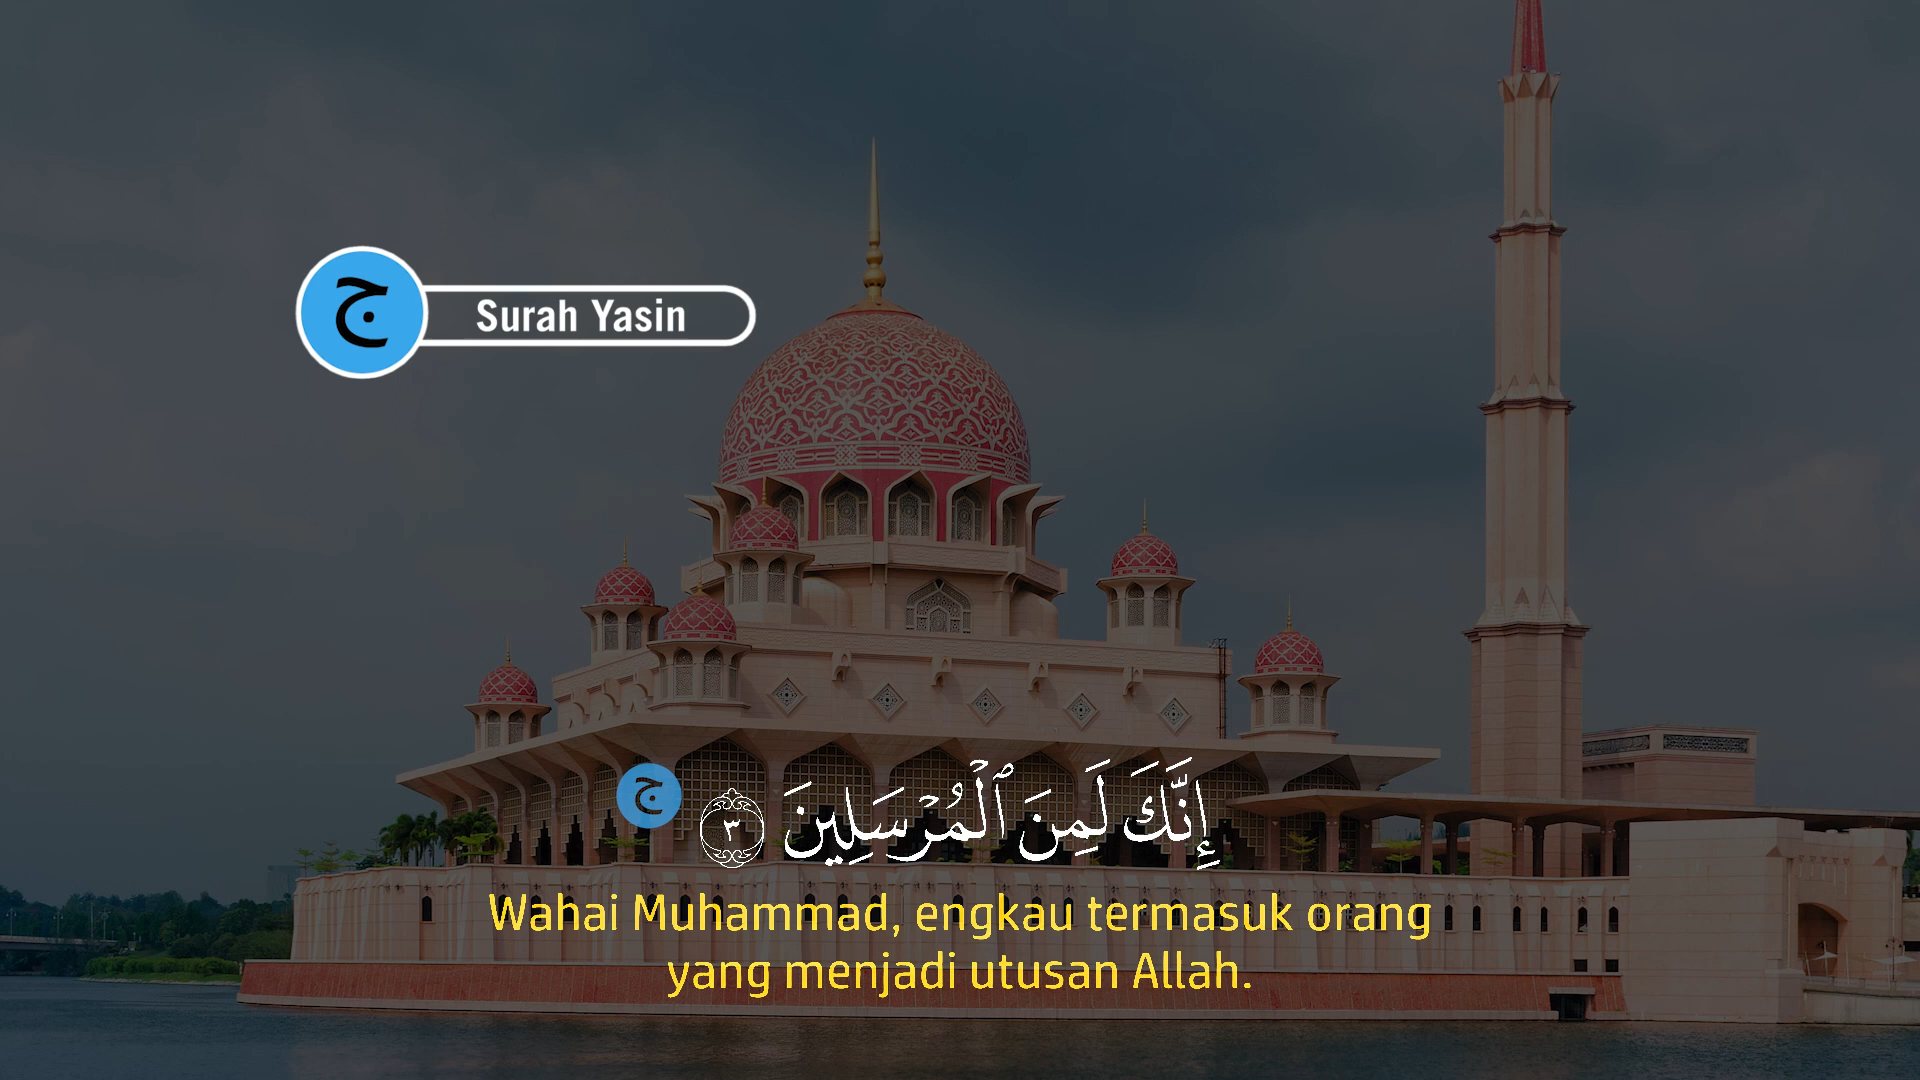 ج
Surah Yasin
ج
إِنَّكَ لَمِنَ ٱلْمُرْسَلِينَ ٣
Wahai Muhammad, engkau termasuk orang
yang menjadi utusan Allah.